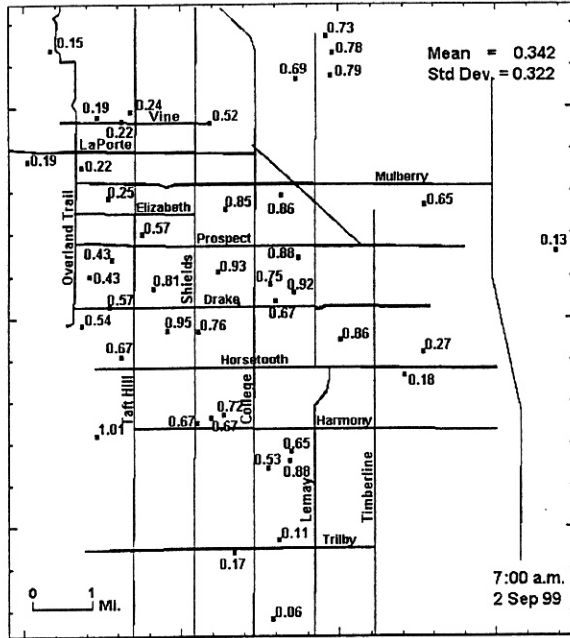 0.15
0.73
0.78
0.69
0.79
Mean = 0.342
Std Dev. = 0.322
0.19
0.24
Vine
0.52
0.22
LaPorte
0.19
0.22
Mulberry
0.25
0.85
0.86
0.65
Elizabeth
0.57
Prospect
0.13
Overland Trail
Shields
0.43
0.88
0.43
0.81
0.93
0.75
0.92
0.57
Drake
0.67
0.54
0.95
0.76
0.86
0.67
Horsetooth
0.27
0.18
Taft Hill
College
0.72
0.67
0.67
Harmony
1.01
0.65
0.53
0.88
Lemay
Timberline
0.11
Trilby
0.17
0.06
0 1
Mi.
7:00 a.m.
2 Sep 99